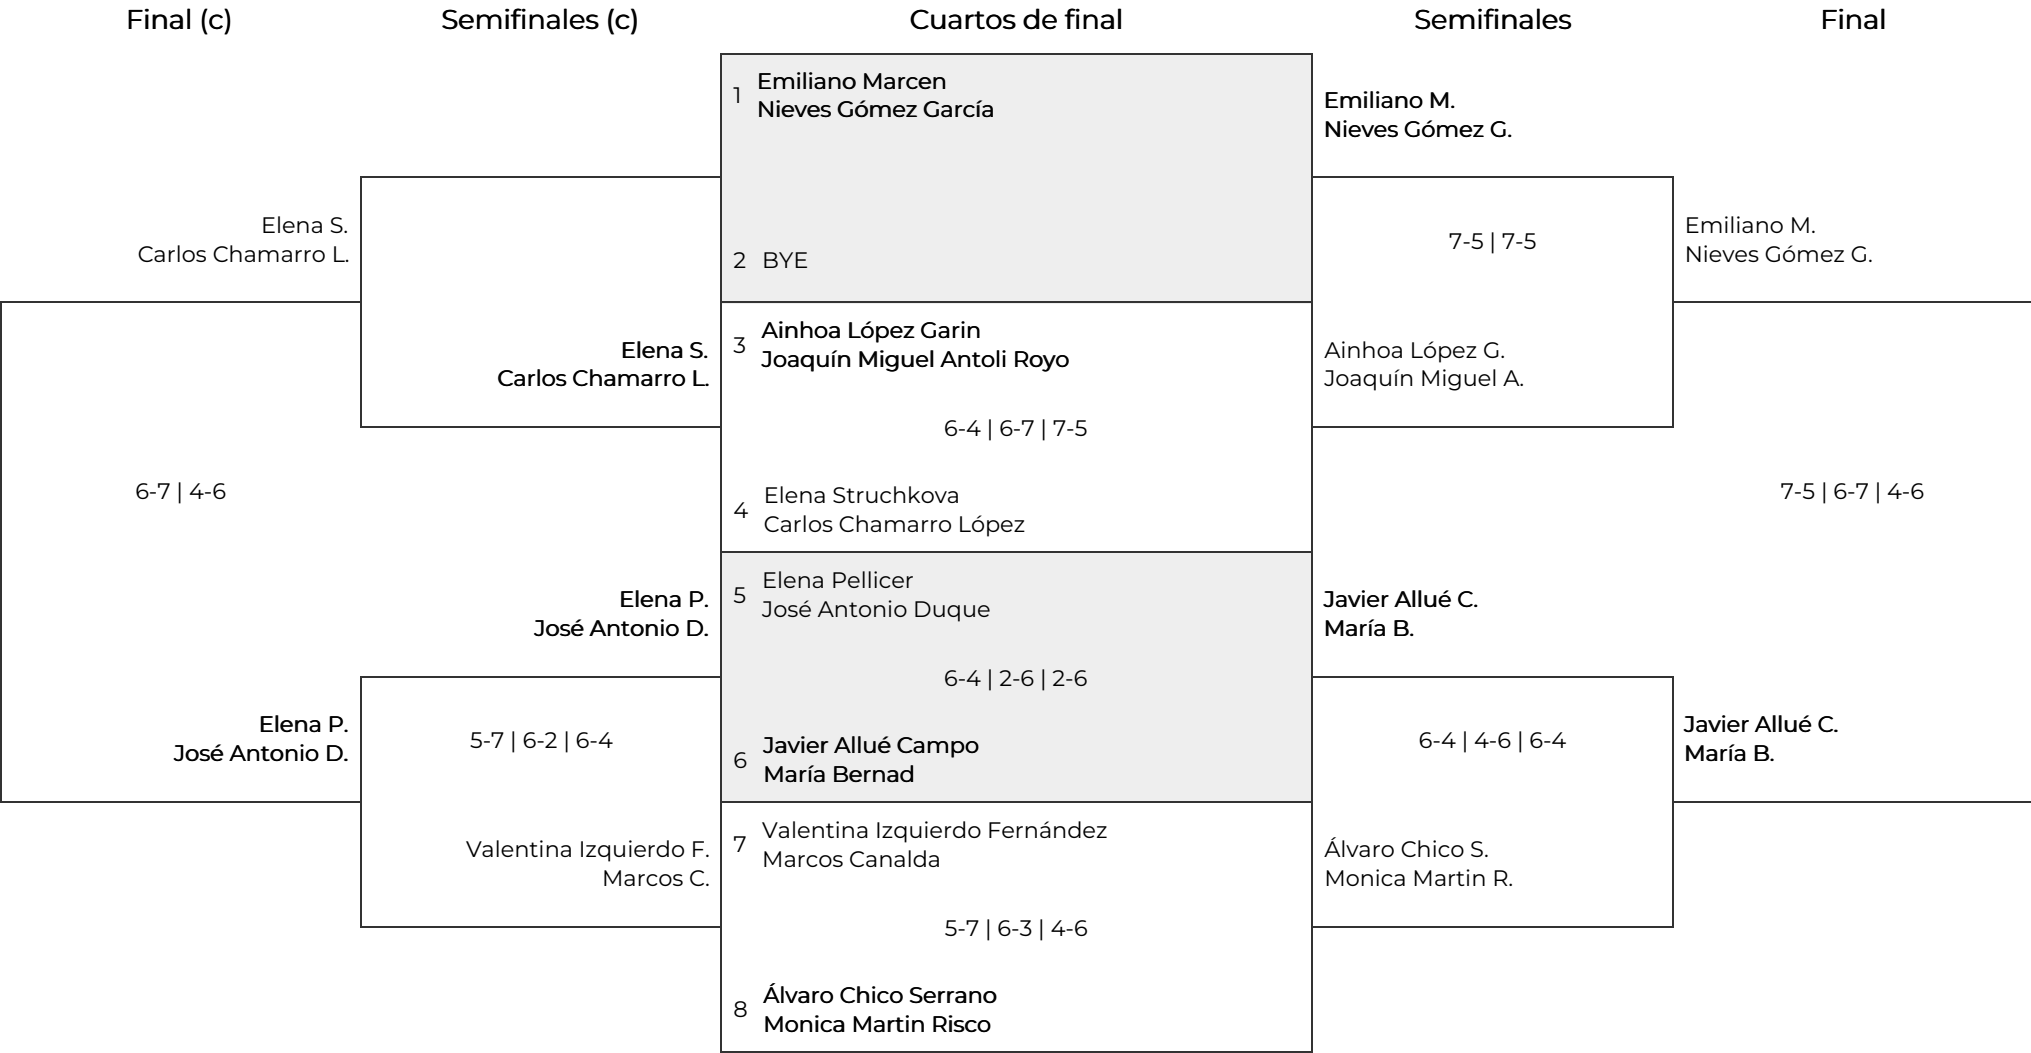 Final (c)
Semifinales (c)
Cuartos de final
Semifinales
Final
Elena S.
Carlos Chamarro L.
6-7 | 4-6
Elena P.
José Antonio D.
Elena S.
Carlos Chamarro L.
Elena P.
José Antonio D.
5-7 | 6-2 | 6-4
Valentina Izquierdo F.
Marcos C.
1 Emiliano Marcen
Nieves Gómez García
2 BYE
3 Ainhoa López Garin
Joaquín Miguel Antoli Royo
6-4 | 6-7 | 7-5
4 Elena Struchkova
Carlos Chamarro López
5 Elena Pellicer
José Antonio Duque
6-4 | 2-6 | 2-6
6 Javier Allué Campo
María Bernad
7 Valentina Izquierdo Fernández
Marcos Canalda
5-7 | 6-3 | 4-6
8 Álvaro Chico Serrano
Monica Martin Risco
Emiliano M.
Nieves Gómez G.
7-5 | 7-5
Ainhoa López G.
Joaquín Miguel A.
Javier Allué C.
María B.
6-4 | 4-6 | 6-4
Álvaro Chico S.
Monica Martin R.
Emiliano M.
Nieves Gómez G.
7-5 | 6-7 | 4-6
Javier Allué C.
María B.